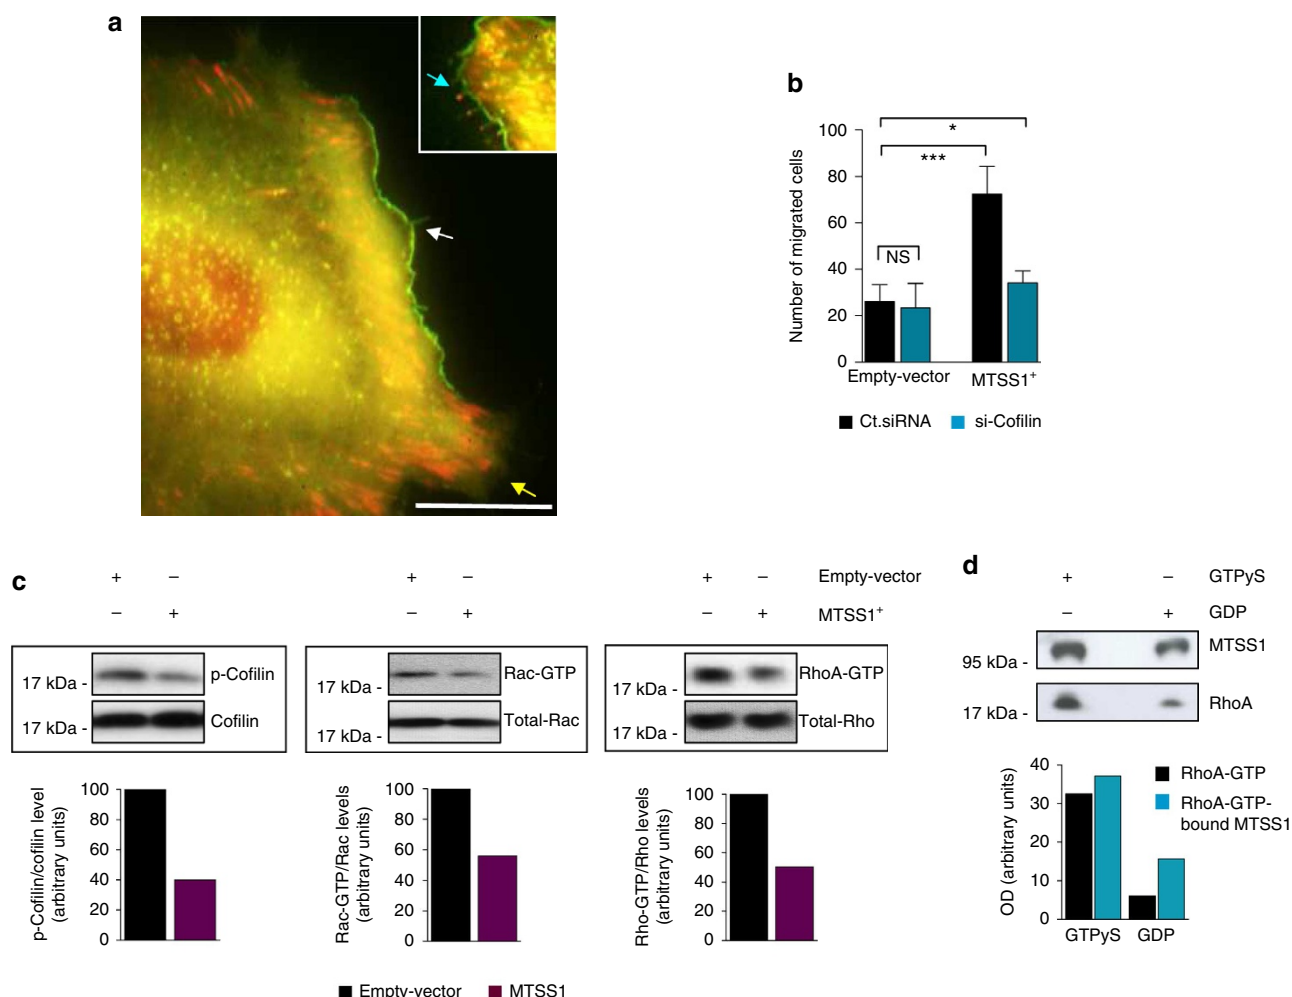 a
b
Number of migrated cells
100
80
60
40
20
0
*
***
NS
Empty-vector
MTSS1⁺
Ct.siRNA
si-Cofilin
c
+ –
+ –
+ –
Empty-vector
– +
– +
– +
MTSS1⁺
17 kDa -
p-Cofilin
17 kDa -
Cofilin
17 kDa -
Rac-GTP
17 kDa -
Total-Rac
17 kDa -
RhoA-GTP
17 kDa -
Total-Rho
p-Cofilin/cofilin level
(arbitrary units)
100
80
60
40
20
0
Rac-GTP/Rac levels
(arbitrary units)
100
80
60
40
20
0
Rho-GTP/Rho levels
(arbitrary units)
100
80
60
40
20
0
Empty-vector
MTSS1
d
+ –
GTPyS
– +
GDP
95 kDa -
MTSS1
17 kDa -
RhoA
OD (arbitrary units)
40
30
20
10
0
GTPyS
GDP
RhoA-GTP
RhoA-GTP-
bound MTSS1